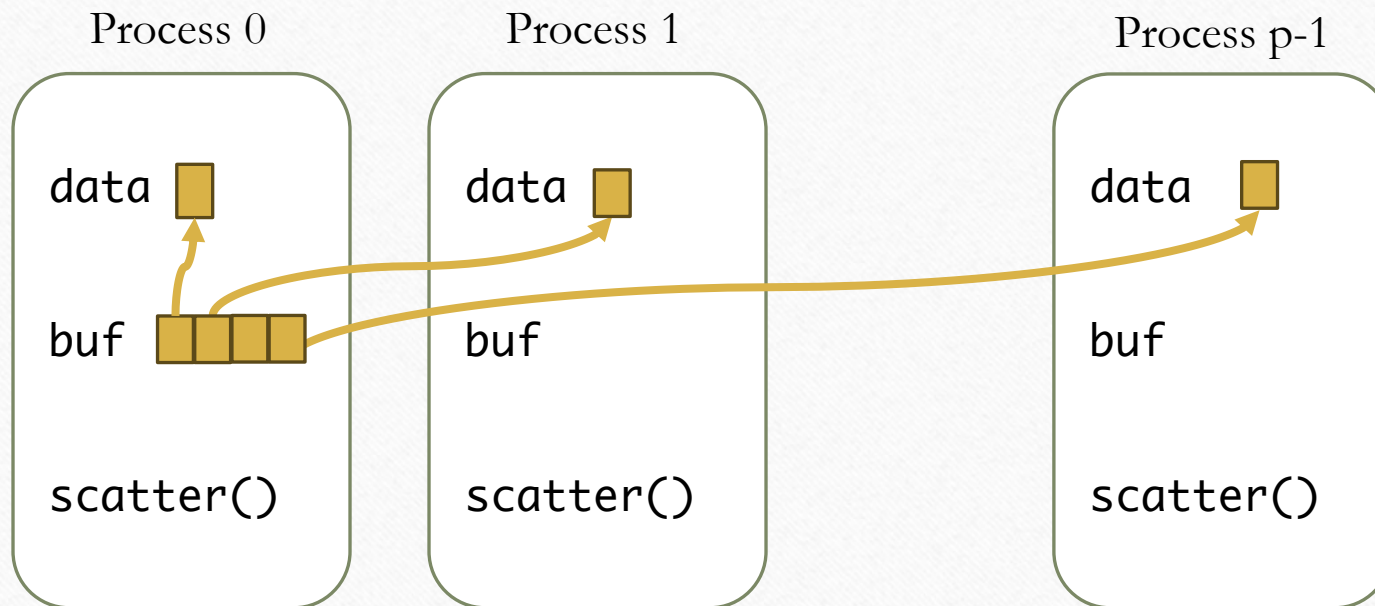 Process 0
Process 1
Process p-1
data
data
data
buf
buf
buf
scatter()
scatter()
scatter()